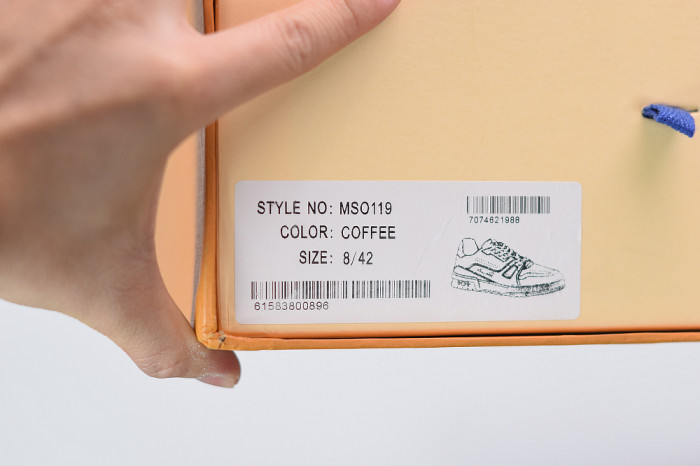 STYLE NO: MSO119
COLOR: COFFEE
SIZE: 8/42
61583800896
7074621988